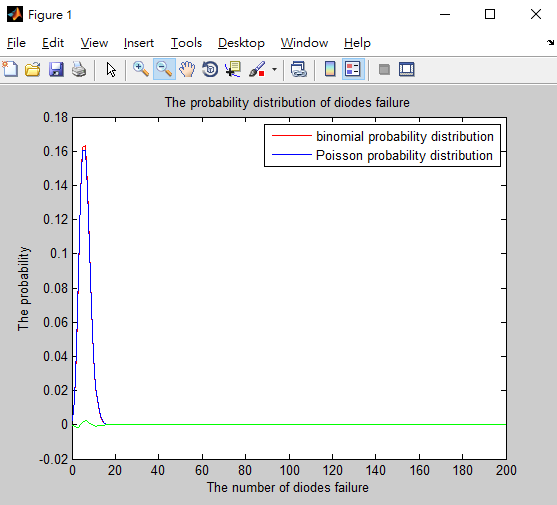 Figure 1
File Edit View Insert Tools Desktop Window Help
The probability distribution of diodes failure
0.18
0.16
0.14
0.12
0.1
0.08
0.06
0.04
0.02
0
-0.02
The probability
binomial probability distribution
Poisson probability distribution
0 20 40 60 80 100 120 140 160 180 200
The number of diodes failure